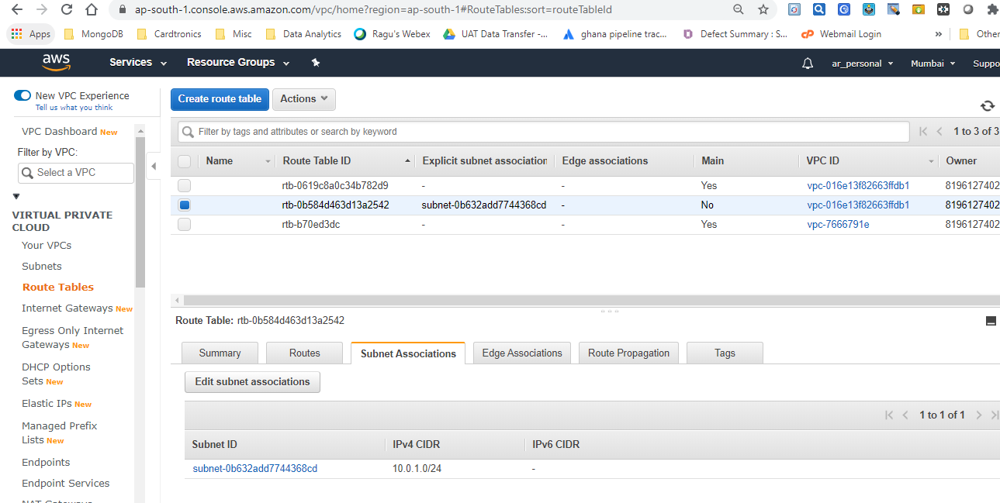 ap-south-1.console.aws.amazon.com/vpc/home?region=ap-south-1#RouteTables:sort=routeTableId
Apps MongoDB Cardtronics Misc Data Analytics Ragu's Webex UAT Data Transfer -... ghana pipeline trac... Defect Summary : S... Webmail Login » Other
aws Services Resource Groups ar_personal Mumbai Suppo
New VPC Experience
Tell us what you think
Create route table Actions
VPC Dashboard New
Filter by tags and attributes or search by keyword
1 to 3 of 3
Filter by VPC:
Select a VPC
Name Route Table ID Explicit subnet association Edge associations Main VPC ID Owner
rtb-0619c8a0c34b782d9 - - Yes vpc-016e13f82663ffdb1 8196127402
rtb-0b584d463d13a2542 subnet-0b632add7744368cd - No vpc-016e13f82663ffdb1 8196127402
rtb-b70ed3dc - - Yes vpc-7666791e 8196127402
VIRTUAL PRIVATE
CLOUD
Your VPCs
Subnets
Route Tables
Internet Gateways New
Egress Only Internet
Gateways New
DHCP Options
Sets New
Elastic IPs New
Managed Prefix
Lists New
Endpoints
Endpoint Services
NAT Gateways
Route Table: rtb-0b584d463d13a2542
Summary Routes Subnet Associations Edge Associations Route Propagation Tags
Edit subnet associations
1 to 1 of 1
Subnet ID IPv4 CIDR IPv6 CIDR
subnet-0b632add7744368cd 10.0.1.0/24 -